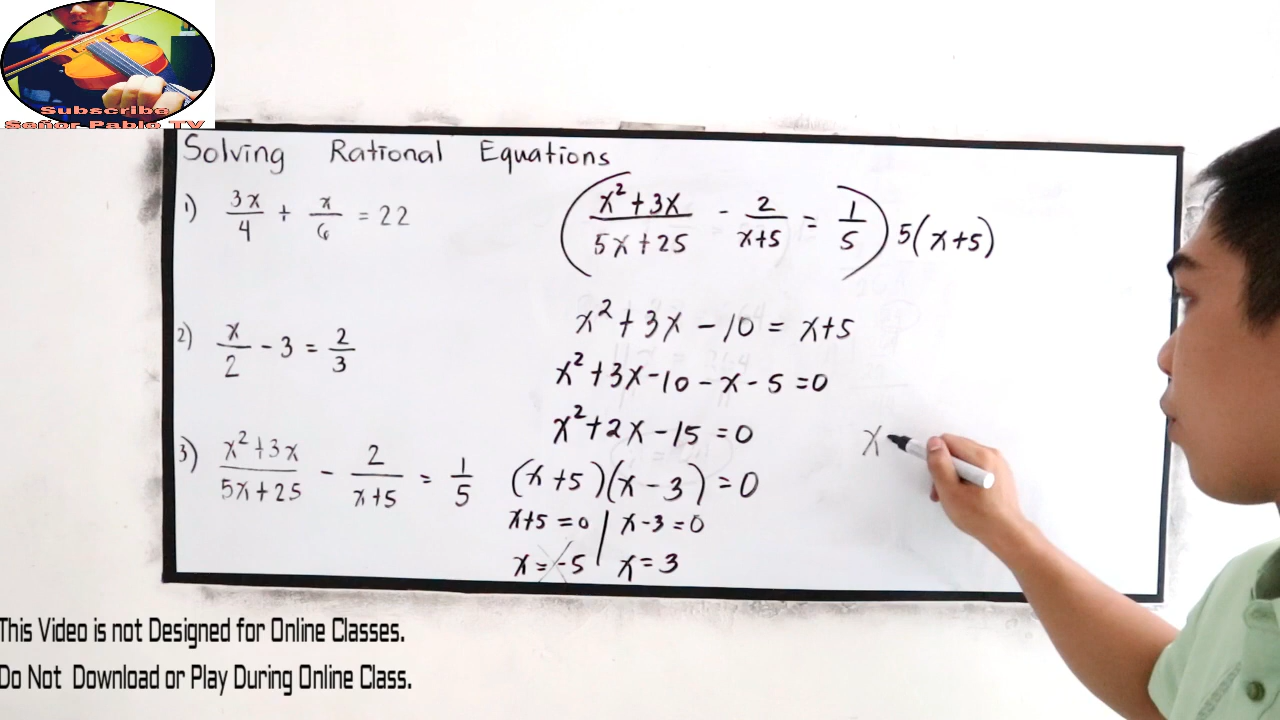 Subscribe
Señor Pablo TV
Solving Rational Equations
1) 3x/4 + x/6 = 22
2) x/2 - 3 = 2/3
3) (x² + 3x)/(5x + 25) - 2/(x+5) = 1/5
((x² + 3x)/(5x + 25) - 2/(x+5) = 1/5) 5(x+5)
x² + 3x - 10 = x+5
x² + 3x - 10 - x - 5 = 0
x² + 2x - 15 = 0
(x + 5)(x - 3) = 0
x+5 = 0 | x - 3 = 0
x = -5 | x = 3
x
This Video is not Designed for Online Classes.
Do Not Download or Play During Online Class.